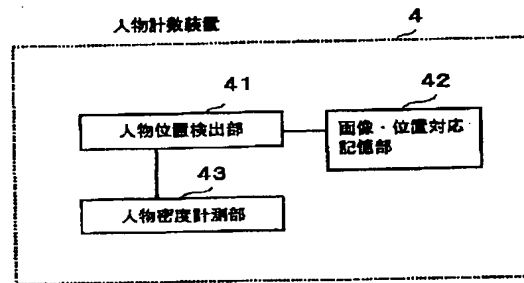 人物計数装置
4
41
42
人物位置検出部
画像・位置対応
記憶部
43
人物密度計測部